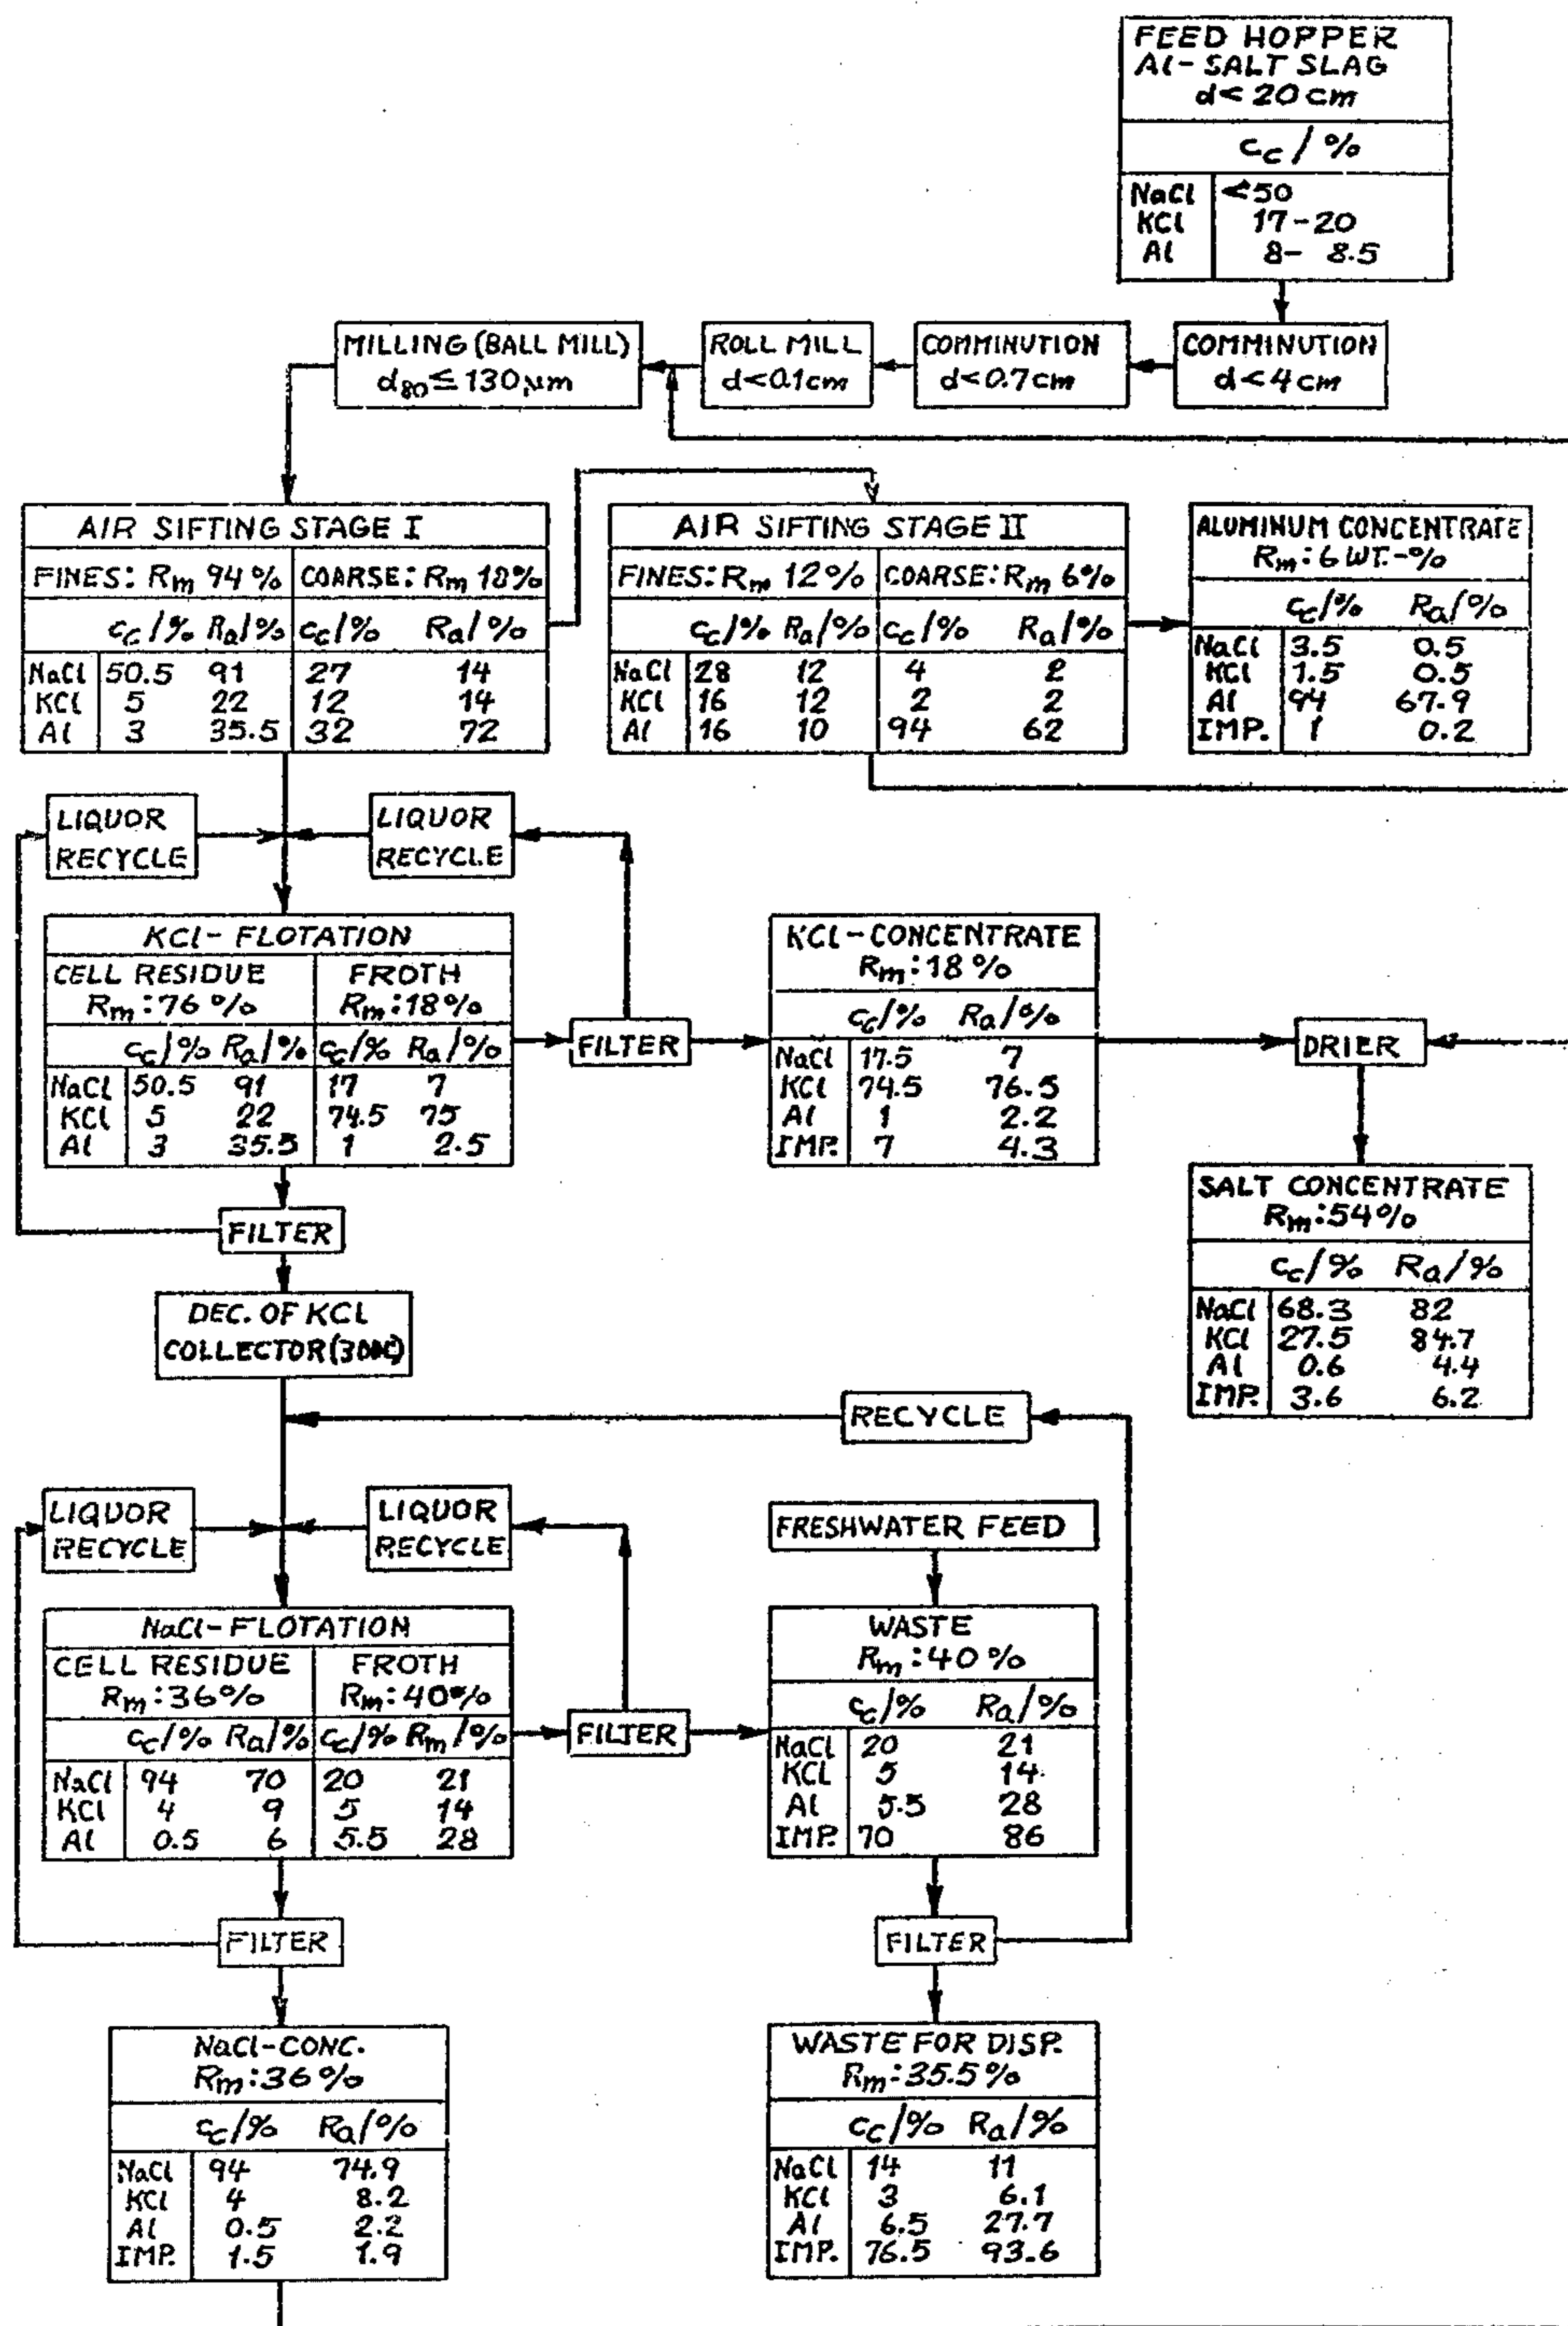 FEED HOPPER
Al-SALT SLAG
d<20cm
cc/%
NaCl <50
KCl 17-20
Al 8- 8.5
MILLING (BALL MILL)
d80≤130µm
ROLL MILL
d<0.1cm
COMMINUTION
d<0.7cm
COMMINUTION
d<4cm
AIR SIFTING STAGE I
FINES: Rm 94% COARSE: Rm 18%
cc/% Ra/% cc/% Ra/%
NaCl 50.5 91 27 14
KCl 5 22 12 14
Al 3 35.5 32 72
AIR SIFTING STAGE II
FINES: Rm 12% COARSE: Rm 6%
cc/% Ra/% cc/% Ra/%
NaCl 28 12 4 2
KCl 16 12 2 2
Al 16 10 94 62
ALUMINUM CONCENTRATE
Rm: 6 WT.-%
cc/% Ra/%
NaCl 3.5 0.5
KCl 1.5 0.5
Al 94 67.9
IMP. 1 0.2
LIQUOR
RECYCLE
LIQUOR
RECYCLE
KCl-FLOTATION
CELL RESIDUE FROTH
Rm:76% Rm:18%
cc/% Ra/% cc/% Ra/%
NaCl 50.5 91 17 7
KCl 5 22 74.5 75
Al 3 35.5 1 2.5
FILTER
KCl-CONCENTRATE
Rm:18%
cc/% Ra/%
NaCl 17.5 7
KCl 74.5 76.5
Al 1 2.2
IMP. 7 4.3
DRIER
FILTER
SALT CONCENTRATE
Rm:54%
cc/% Ra/%
NaCl 68.3 82
KCl 27.5 84.7
Al 0.6 4.4
IMP. 3.6 6.2
DEC. OF KCL
COLLECTOR
RECYCLE
LIQUOR
RECYCLE
LIQUOR
RECYCLE
FRESHWATER FEED
NaCl-FLOTATION
CELL RESIDUE FROTH
Rm:36% Rm:40%
cc/% Ra/% cc/% Rm/%
NaCl 94 70 20 21
KCl 4 9 5 14
Al 0.5 6 5.5 28
FILTER
WASTE
Rm:40%
cc/% Ra/%
NaCl 20 21
KCL 5 14
Al 5.5 28
IMP. 70 86
FILTER
FILTER
NaCl-CONC.
Rm:36%
cc/% Ra/%
NaCl 94 74.9
KCl 4 8.2
Al 0.5 2.2
IMP. 1.5 1.9
WASTE FOR DISP.
Rm:35.5%
cc/% Ra/%
NaCl 14 11
KCl 3 6.1
Al 6.5 27.7
IMP. 76.5 93.6